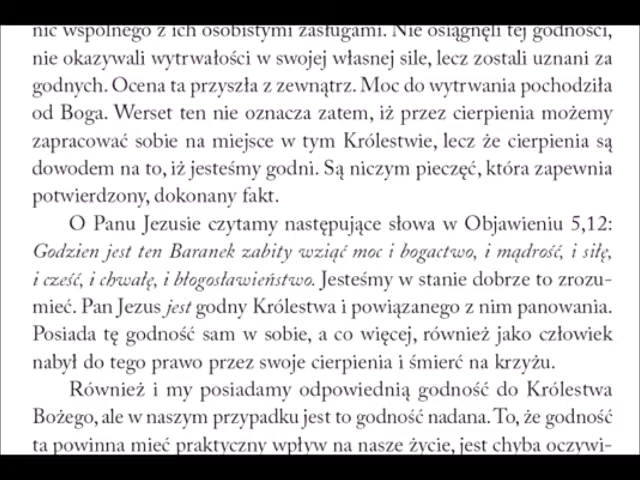 nic wspólnego z ich osobistymi zasługami. Nie osiągnęli tej godności,
nie okazywali wytrwałości w swojej własnej sile, lecz zostali uznani za
godnych. Ocena ta przyszła z zewnątrz. Moc do wytrwania pochodziła
od Boga. Werset ten nie oznacza zatem, iż przez cierpienia możemy
zapracować sobie na miejsce w tym Królestwie, lecz że cierpienia są
dowodem na to, iż jesteśmy godni. Są niczym pieczęć, która zapewnia
potwierdzony, dokonany fakt.
O Panu Jezusie czytamy następujące słowa w Objawieniu 5,12:
Godzien jest ten Baranek zabity wziąć moc i bogactwo, i mądrość, i siłę,
i cześć, i chwałę, i błogosławieństwo. Jesteśmy w stanie dobrze to zrozu-
mieć. Pan Jezus jest godny Królestwa i powiązanego z nim panowania.
Posiada tę godność sam w sobie, a co więcej, również jako człowiek
nabył do tego prawo przez swoje cierpienia i śmierć na krzyżu.
Również i my posiadamy odpowiednią godność do Królestwa
Bożego, ale w naszym przypadku jest to godność nadana. To, że godność
ta powinna mieć praktyczny wpływ na nasze życie, jest chyba oczywi-